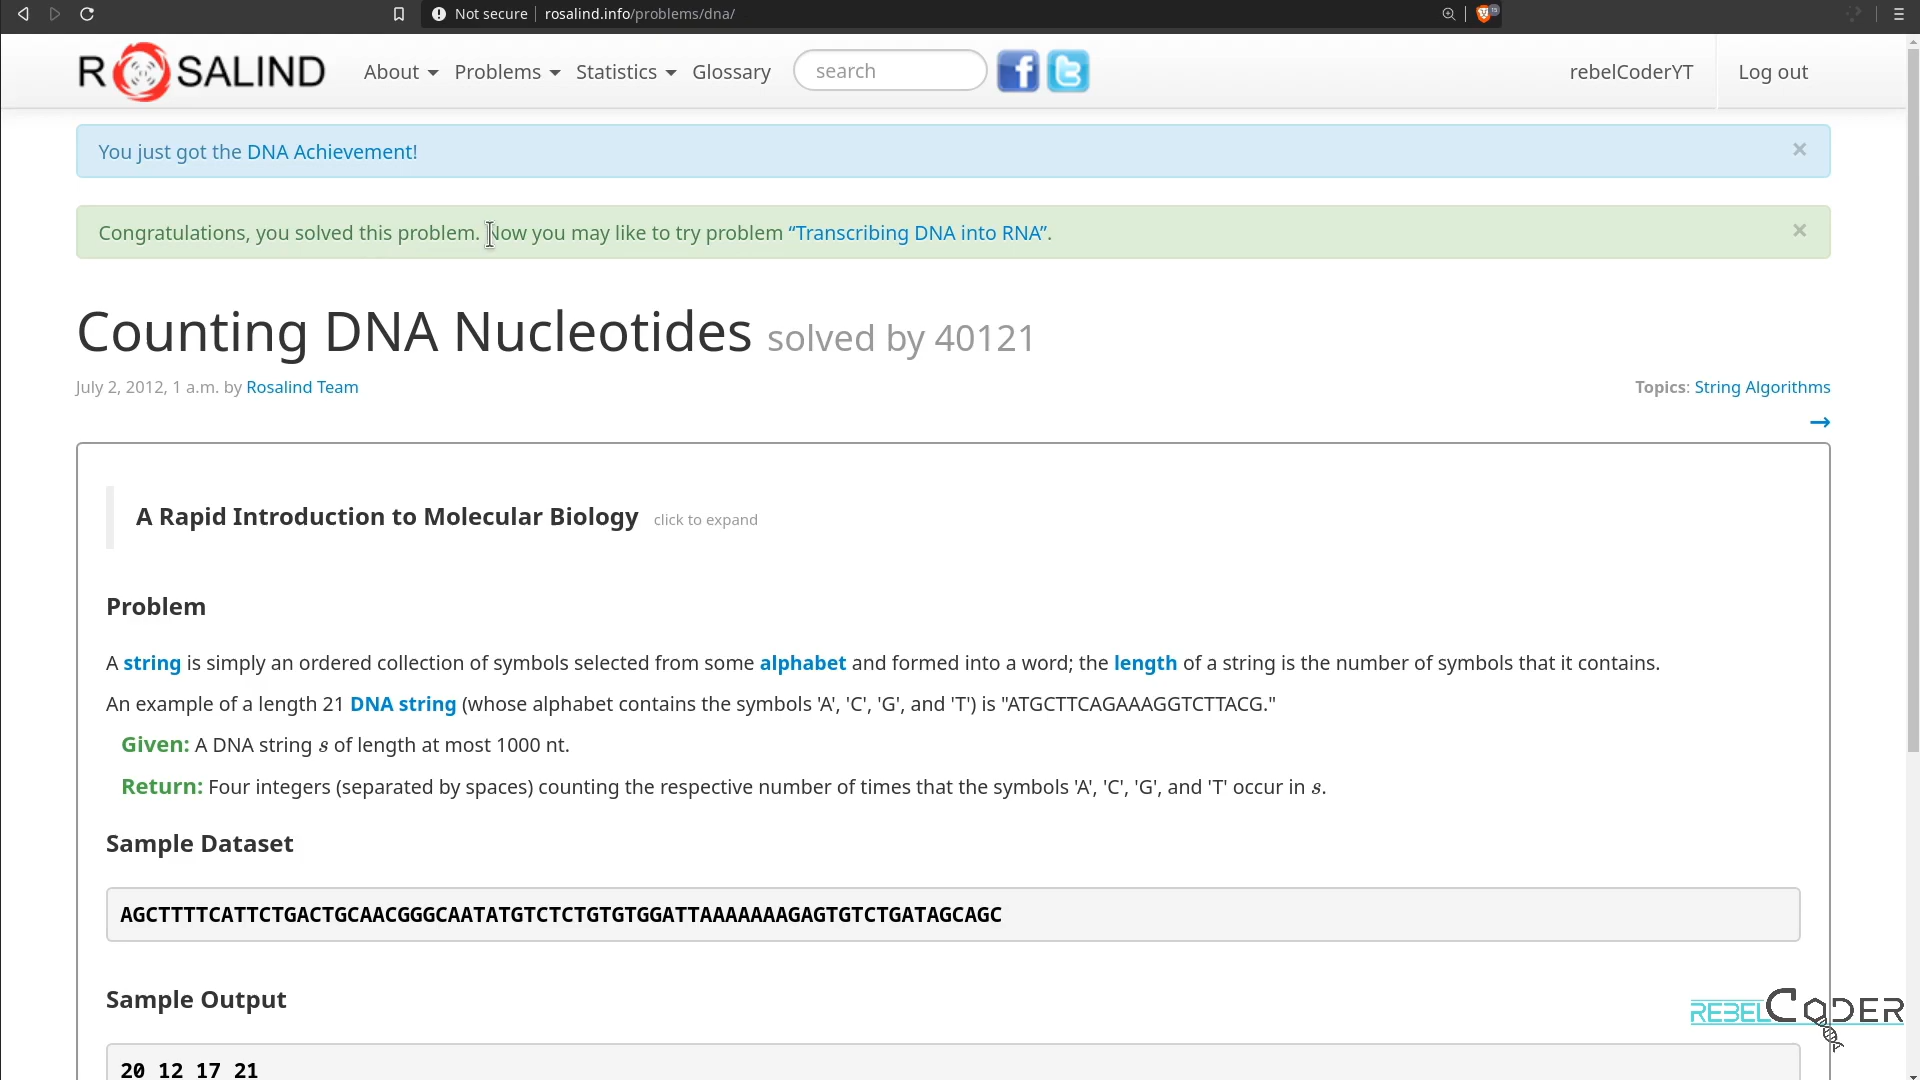 Not secure rosalind.info/problems/dna/
ROSALIND About Problems Statistics Glossary search rebelCoderYT Log out
You just got the DNA Achievement! ×
Congratulations, you solved this problem. Now you may like to try problem “Transcribing DNA into RNA”. ×
Counting DNA Nucleotides solved by 40121
July 2, 2012, 1 a.m. by Rosalind Team Topics: String Algorithms
→
A Rapid Introduction to Molecular Biology click to expand
Problem
A string is simply an ordered collection of symbols selected from some alphabet and formed into a word; the length of a string is the number of symbols that it contains.
An example of a length 21 DNA string (whose alphabet contains the symbols 'A', 'C', 'G', and 'T') is "ATGCTTCAGAAAGGTCTTACG."
Given: A DNA string s of length at most 1000 nt.
Return: Four integers (separated by spaces) counting the respective number of times that the symbols 'A', 'C', 'G', and 'T' occur in s.
Sample Dataset
AGCTTTTCATTCTGACTGCAACGGGCAATATGTCTCTGTGTGGATTAAAAAAAGAGTGTCTGATAGCAGC
Sample Output
REBELCODER
20 12 17 21